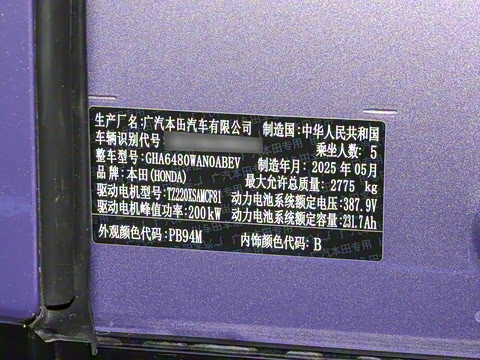 生产厂名:广汽本田汽车有限公司 制造国:中华人民共和国
车辆识别代号 乘坐人数: 5
整车型号:GHA6480WAN0ABEV 制造年月: 2025 年 05月
品牌:本田(HONDA) 最大允许总质量: 2775 kg
驱动电机型号:TZ220XSAMCF81 动力电池系统额定电压:387.9V
驱动电机峰值功率:200kW 动力电池系统额定容量:231.7Ah
外观颜色代码:PB94M 内饰颜色代码: B